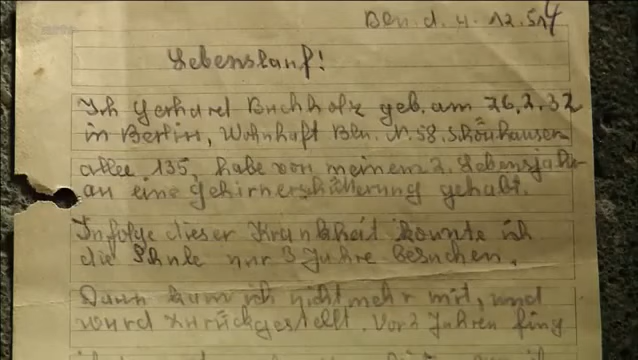 Bln. d. 4. 12. 54
Lebenslauf!
Ich Gerhard Buchholz geb. am 26.2.32
in Berlin, Wohnhaft Bln. N. 58. Schönhauser
allee 135, habe von meinem 2. Lebensjahr
an eine Gehirnerschütterung gehabt.
Infolge dieser Krankheit konnte ich
die Schule nur 3 Jahre Besuchen.
Dann kam ich nicht mehr mit, und
wurd zurückgestellt. Vor 2 Jahren fing